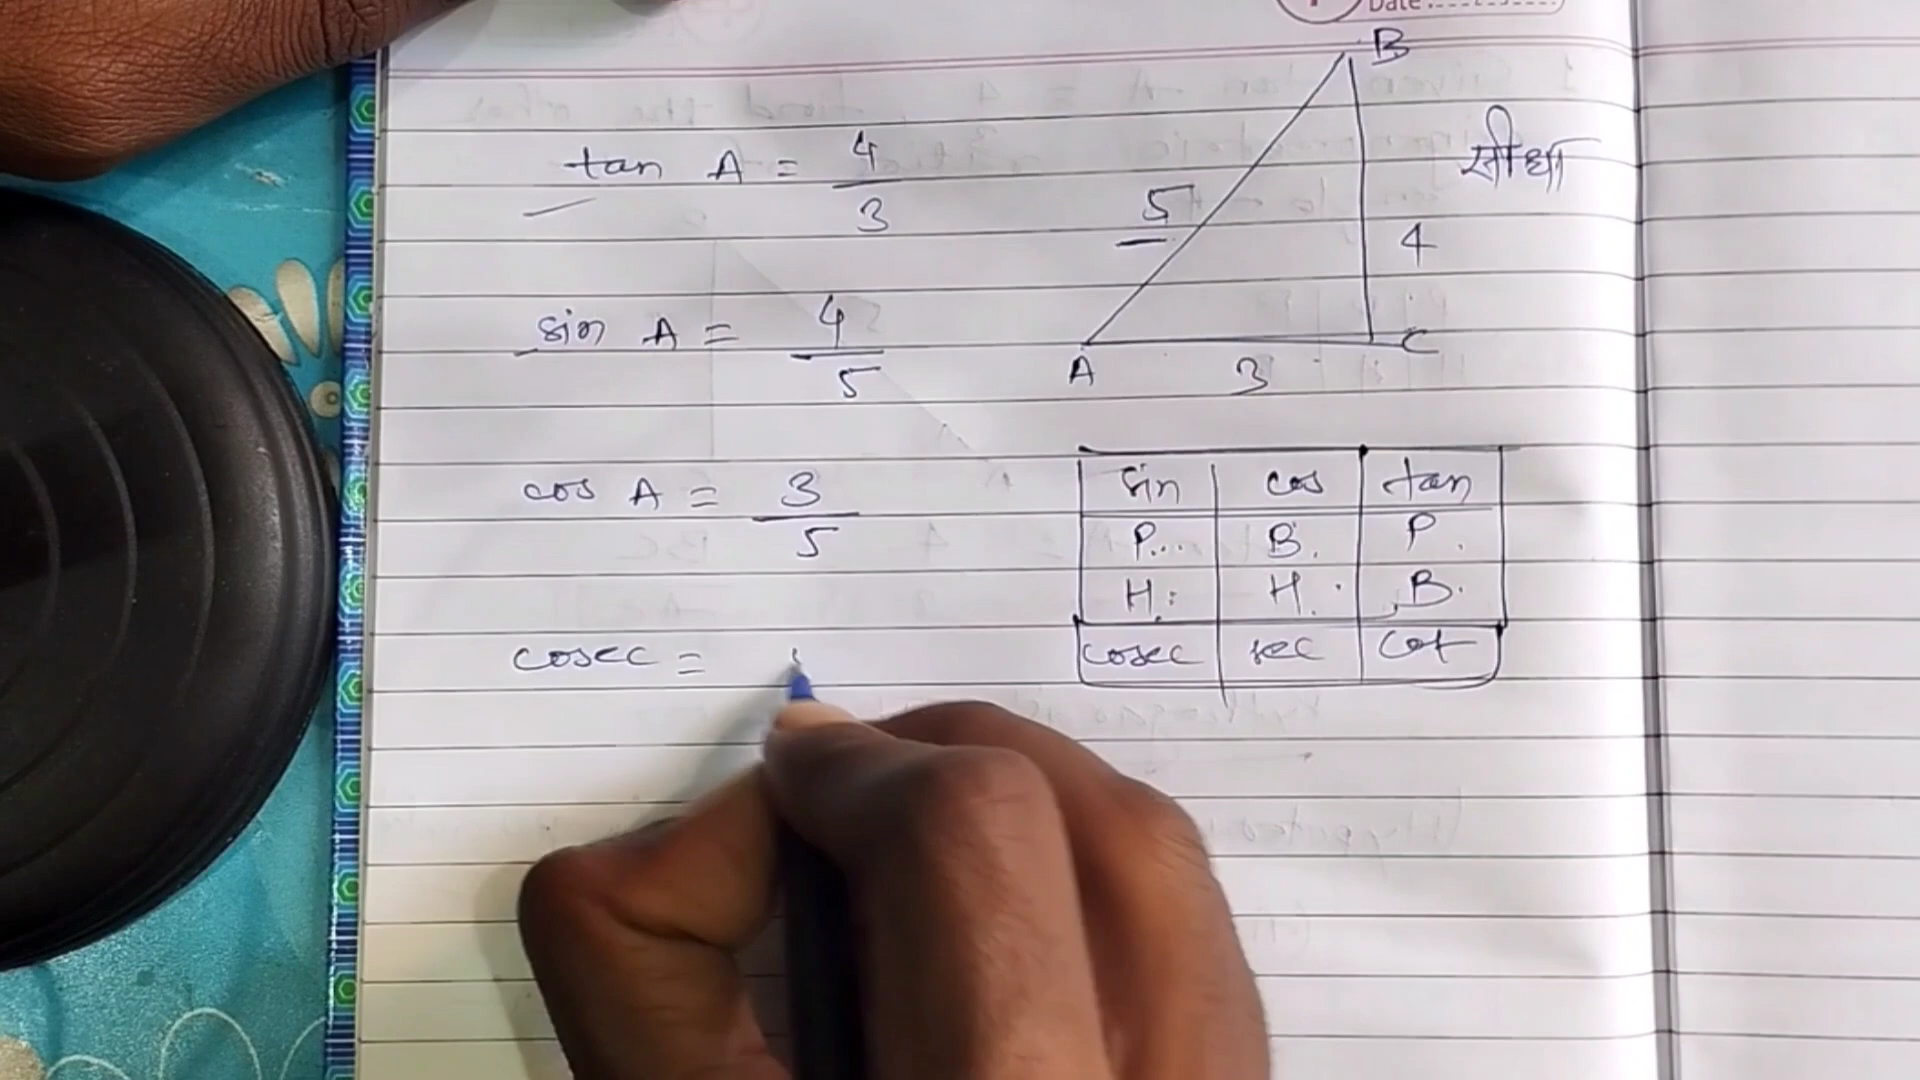 Date
B
tan A = 4/3
सीधा
5
4
sin A = 4/5
C
A
3
sin cos tan
cos A = 3/5
P... B. P.
H: H. B.
cosec =
cosec sec cot